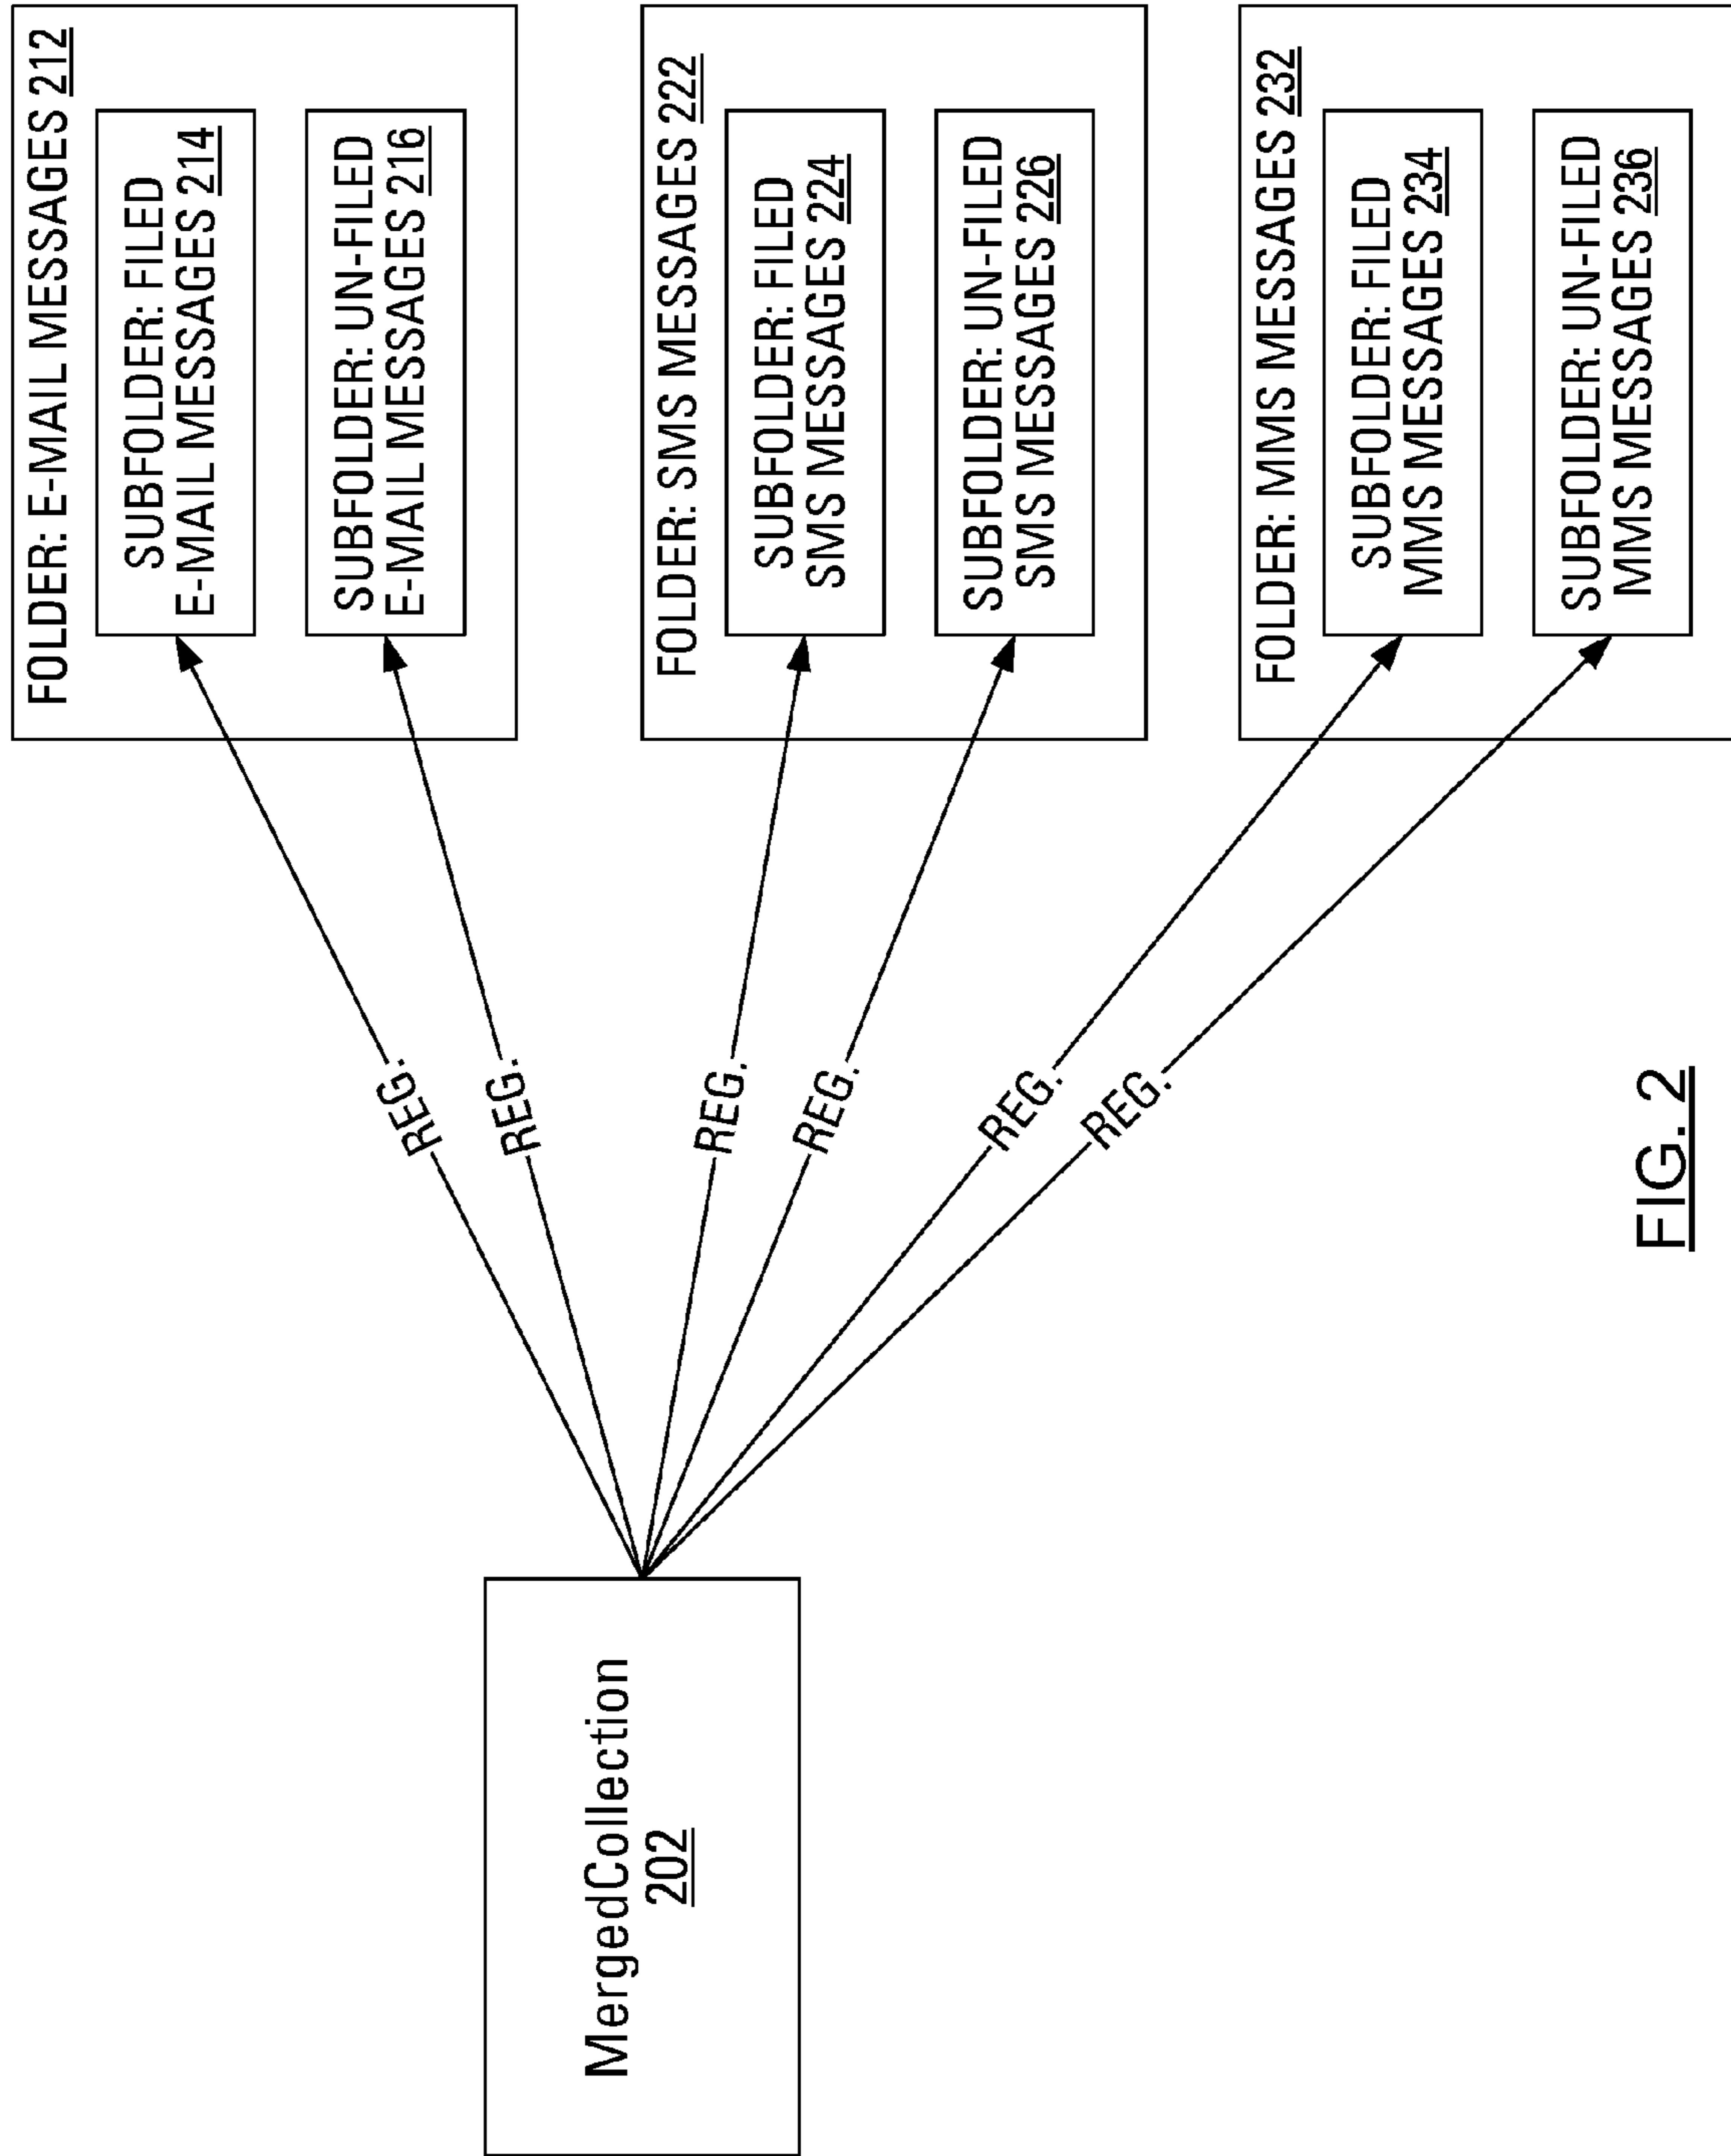 MergedCollection
202
REG.
REG.
REG.
REG.
REG.
REG.
FOLDER: E-MAIL MESSAGES 212
SUBFOLDER: FILED
E-MAIL MESSAGES 214
SUBFOLDER: UN-FILED
E-MAIL MESSAGES 216
FOLDER: SMS MESSAGES 222
SUBFOLDER: FILED
SMS MESSAGES 224
SUBFOLDER: UN-FILED
SMS MESSAGES 226
FOLDER: MMS MESSAGES 232
SUBFOLDER: FILED
MMS MESSAGES 234
SUBFOLDER: UN-FILED
MMS MESSAGES 236
FIG. 2